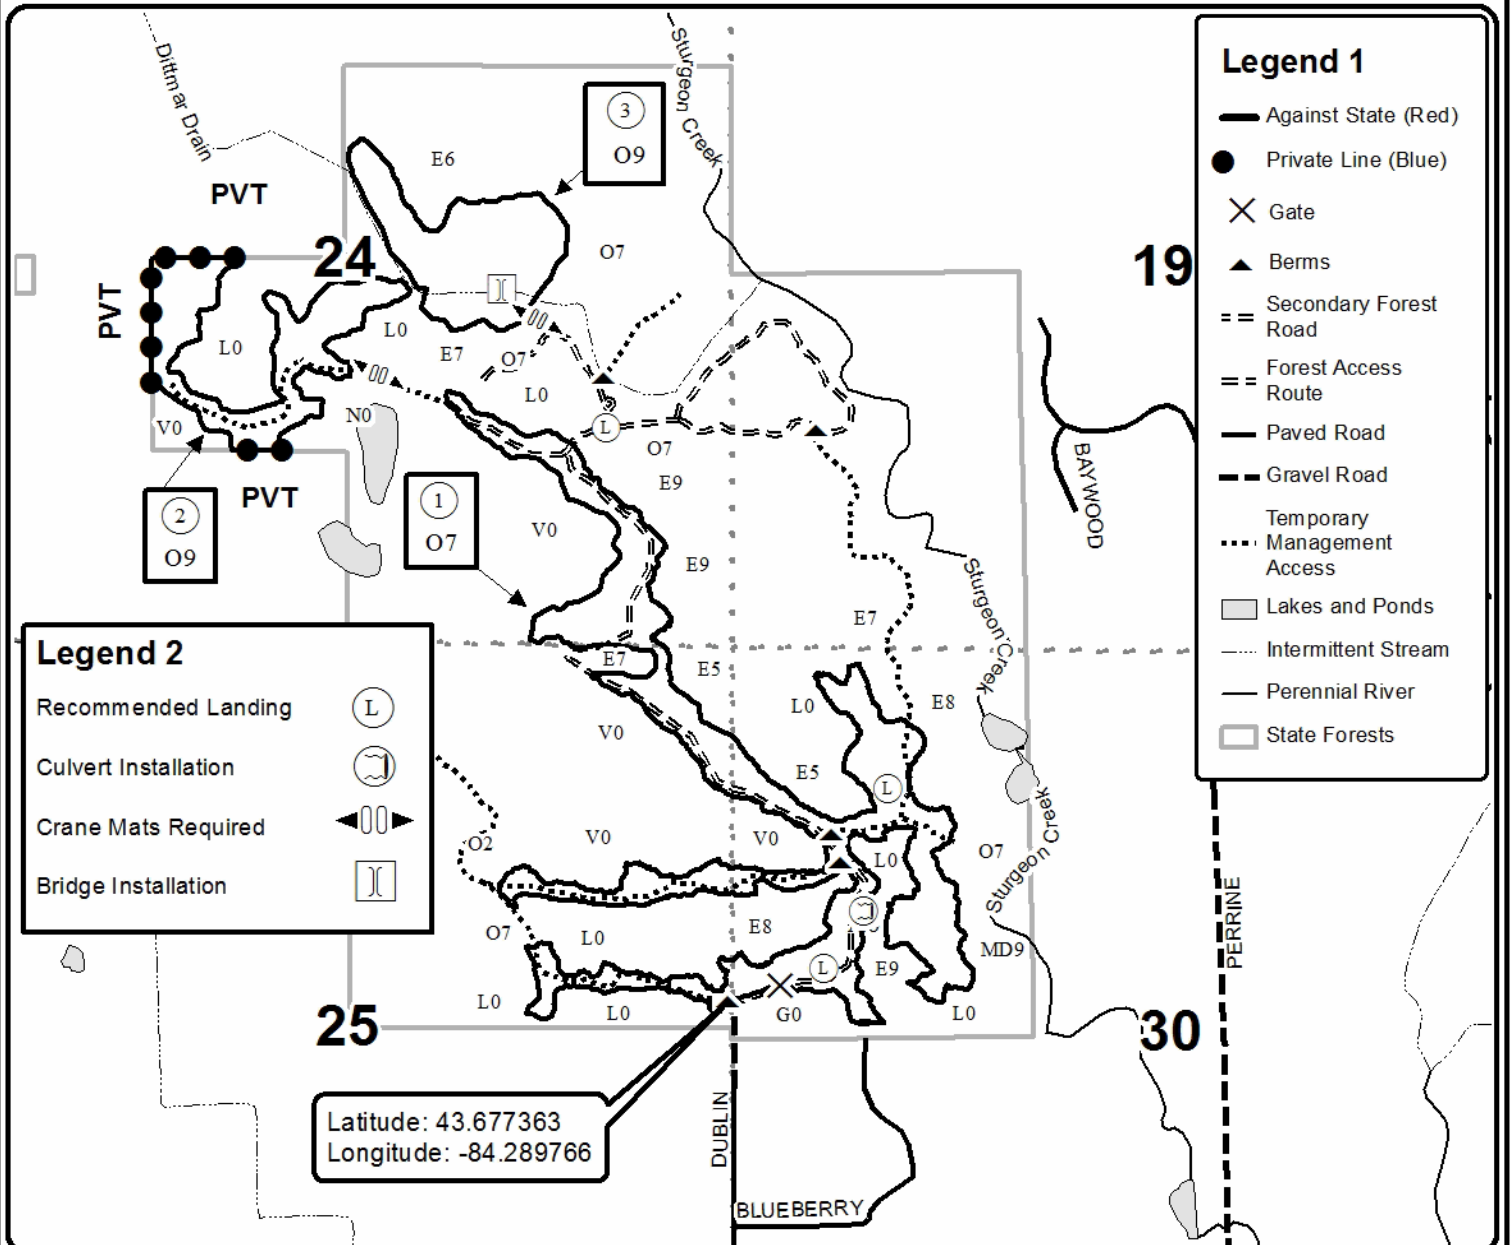 Legend 1
Against State (Red)
Private Line (Blue)
Gate
Berms
Secondary Forest
Road
Forest Access
Route
Paved Road
Gravel Road
Temporary
Management
Access
Lakes and Ponds
Intermittent Stream
Perennial River
State Forests
Dittmar Drain
Sturgeon Creek
3
O9
E6
PVT
24
O7
19
PVT
L0
L0
E7
O7
L0
N0
V0
L
O7
E9
PVT
2
O9
1
O7
V0
E9
BAYWOOD
Sturgeon Creek
E7
E7
E5
L0
E8
V0
E5
L
Legend 2
Recommended Landing
L
Culvert Installation
Crane Mats Required
Bridge Installation
O2
V0
V0
L0
O7
Sturgeon Creek
O7
L0
E8
L
E9
MD9
L0
L0
G0
L0
25
30
PERRINE
Latitude: 43.677363
Longitude: -84.289766
DUBLIN
BLUEBERRY